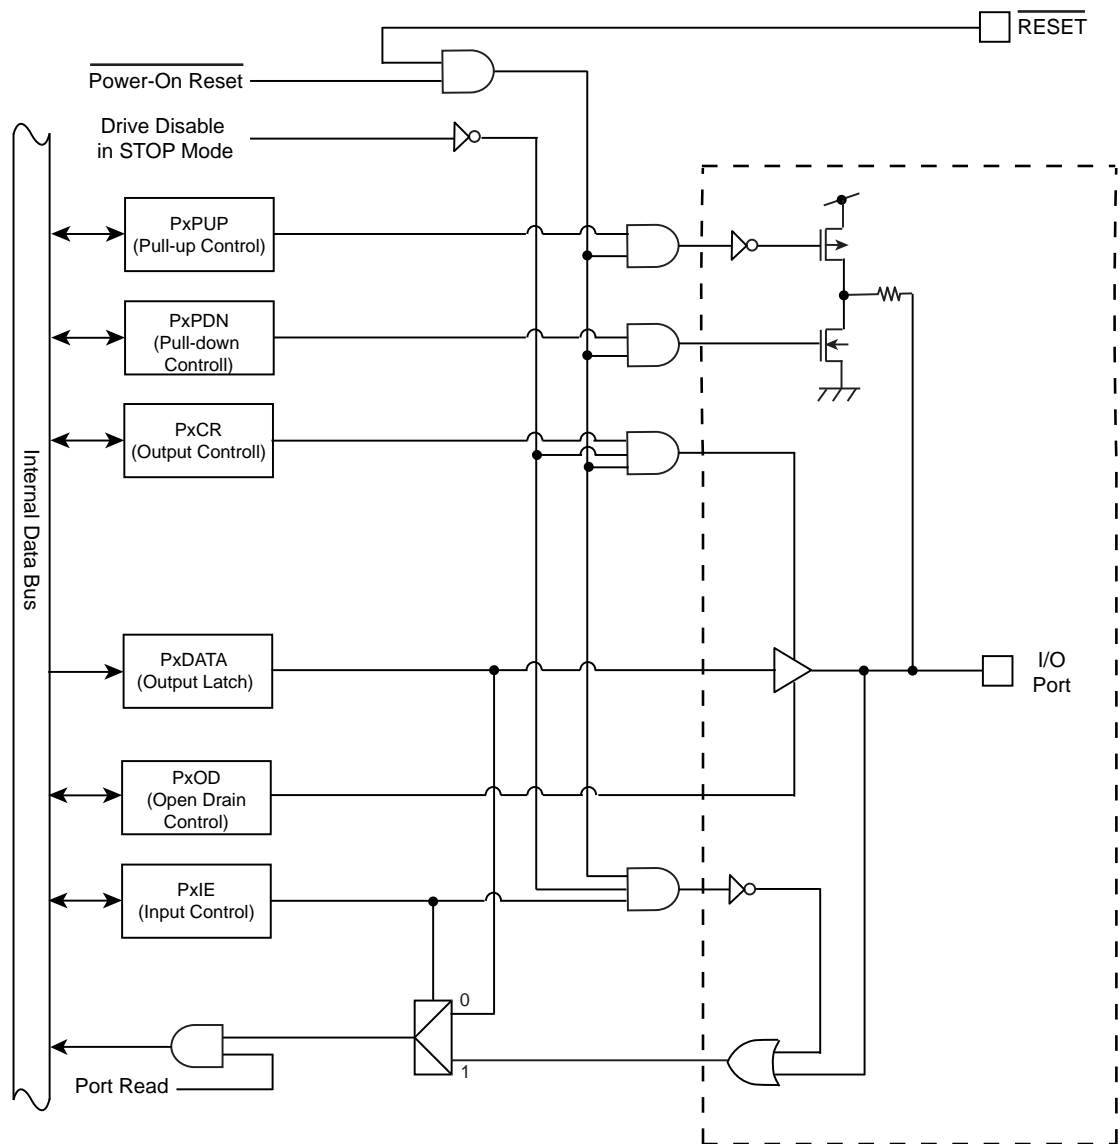 RESET
Power-On Reset
Drive Disable
in STOP Mode
PxPUP
(Pull-up Control)
PxPDN
(Pull-down
Controll)
PxCR
(Output Controll)
Internal Data Bus
PxDATA
(Output Latch)
I/O
Port
PxOD
(Open Drain
Control)
PxIE
(Input Control)
0
1
Port Read